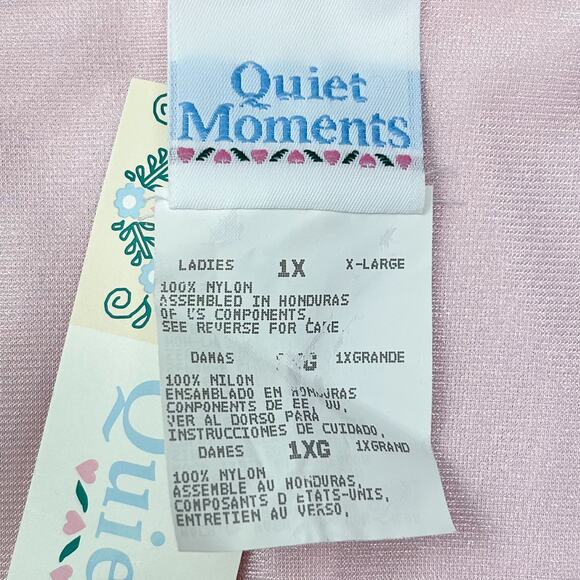 Quiet
Moments
LADIES 1X X-LARGE
100% NYLON
ASSEMBLED IN HONDURAS
OF US COMPONENTS.
SEE REVERSE FOR CARE.
DAMAS 1XGRANDE
100% NILON
ENSAMBLADO EN HONDURAS
COMPONENTS DE EE. UU.
VER AL DORSO PARA
INSTRUCCIONES DE CUIDADO.
DAMES 1XG 1XGRAND
100% NYLON
ASSEMBLE AU HONDURAS,
COMPOSANTS D ETATS-UNIS.
ENTRETIEN AU VERSO.
Quie